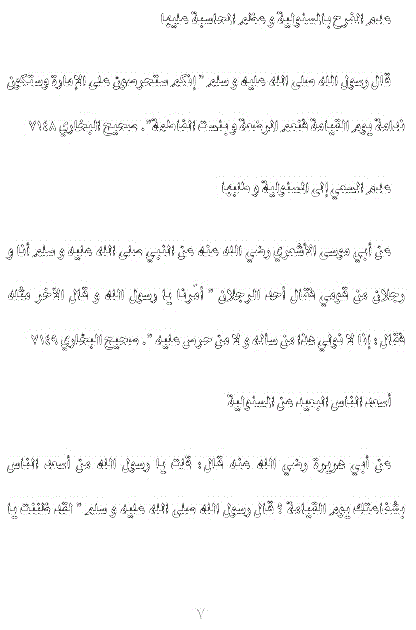 عدم الفرح بالمسئولية و عظم المحاسبة عليها
قال رسول الله صلى الله عليه و سلم " إنكم ستحرصون على الإمارة وستكون
ندامة يوم القيامة فنعم المرضعة و بئست الفاطمة". صحيح البخاري ٧١٤٨
عدم السعي إلى المسئولية و طلبها
عن أبي موسى الأشعري رضي الله عنه عن النبي صلى الله عليه و سلم أنا و
رجلان من قومي فقال أحد الرجلان " أمّرنا يا رسول الله و قال الآخر مثله
فقال : إنا لا نولي هذا من سأله و لا من حرص عليه ". صحيح البخاري ٧١٤٩
أسعد الناس البعيد عن المسئولية
عن أبي هريرة رضي الله عنه قال : قلت يا رسول الله من أسعد الناس
بشفاعتك يوم القيامة ؟ قال رسول الله صلى الله عليه و سلم " لقد ظننت يا
٧